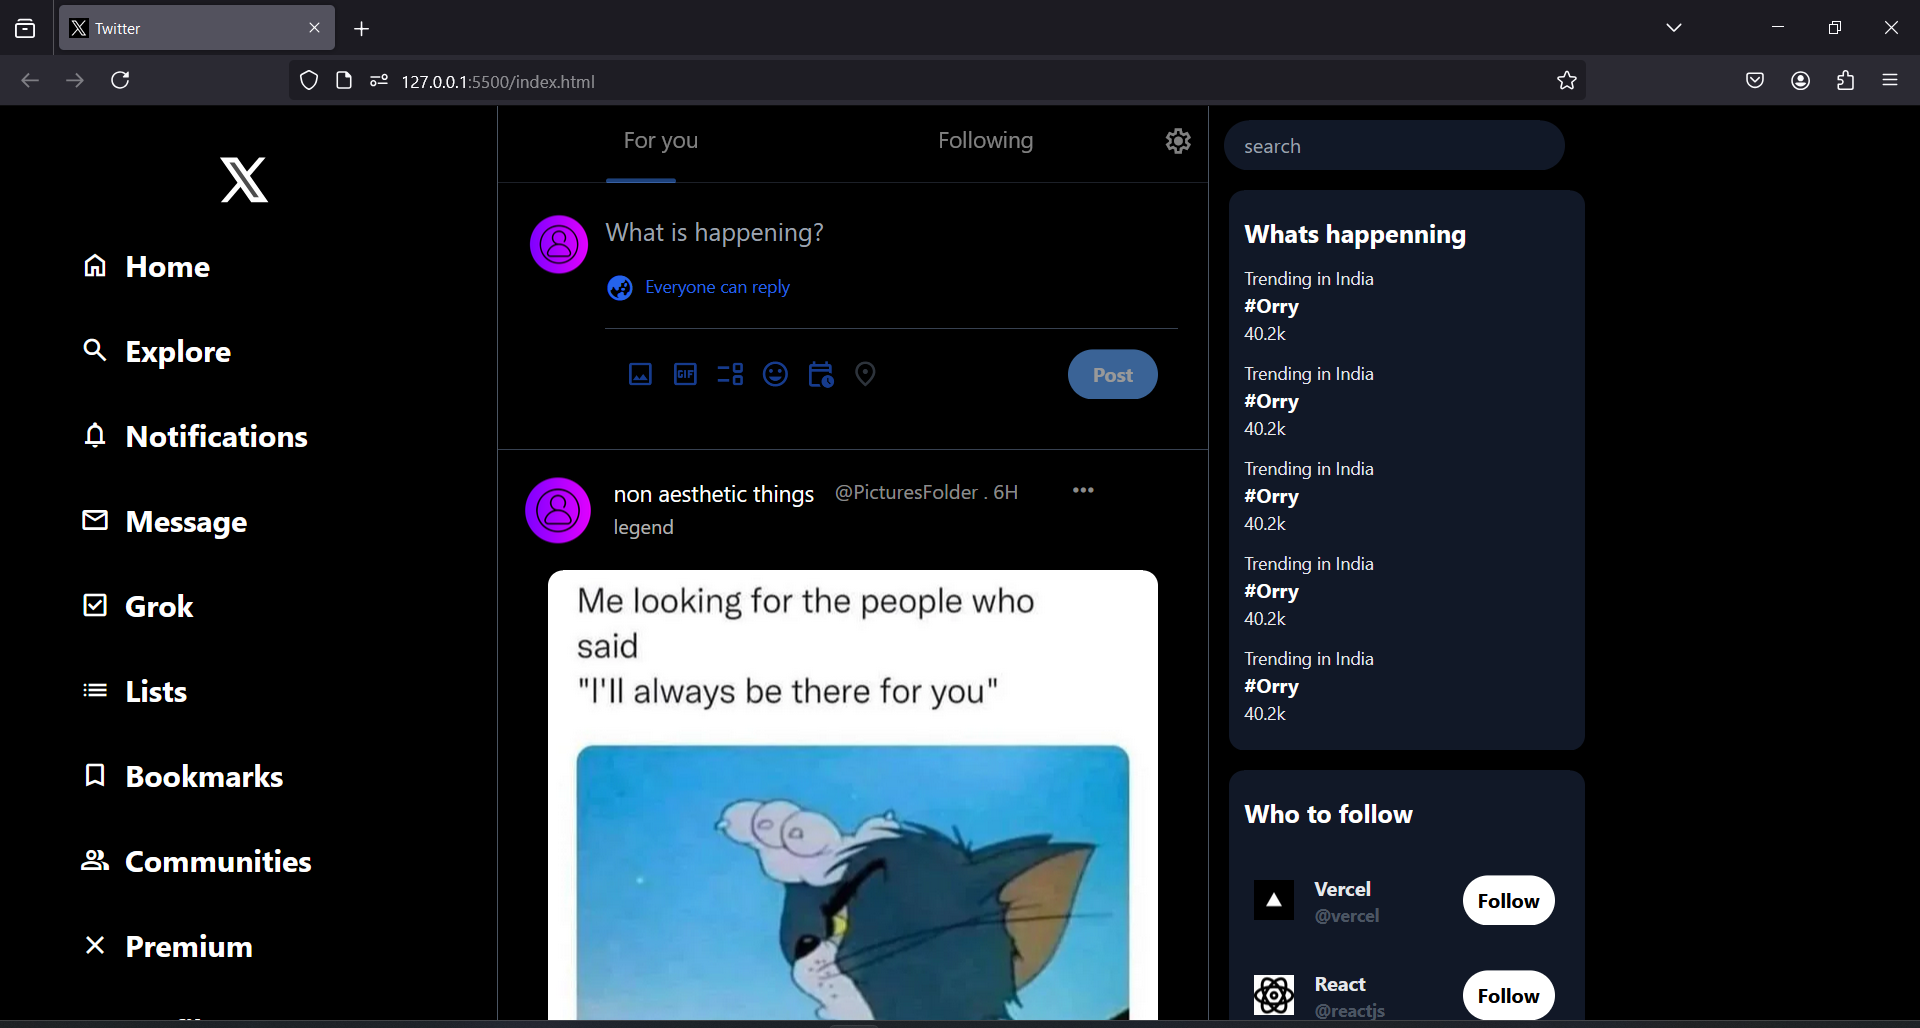 Twitter
127.0.0.1:5500/index.html
Home
Explore
Notifications
Message
Grok
Lists
Bookmarks
Communities
Premium
For you
Following
What is happening?
Everyone can reply
GIF
Post
non aesthetic things @PicturesFolder . 6H
legend
Me looking for the people who
said
"I'll always be there for you"
search
Whats happenning
Trending in India
#Orry
40.2k
Trending in India
#Orry
40.2k
Trending in India
#Orry
40.2k
Trending in India
#Orry
40.2k
Trending in India
#Orry
40.2k
Who to follow
Vercel
@vercel
Follow
React
@reactjs
Follow